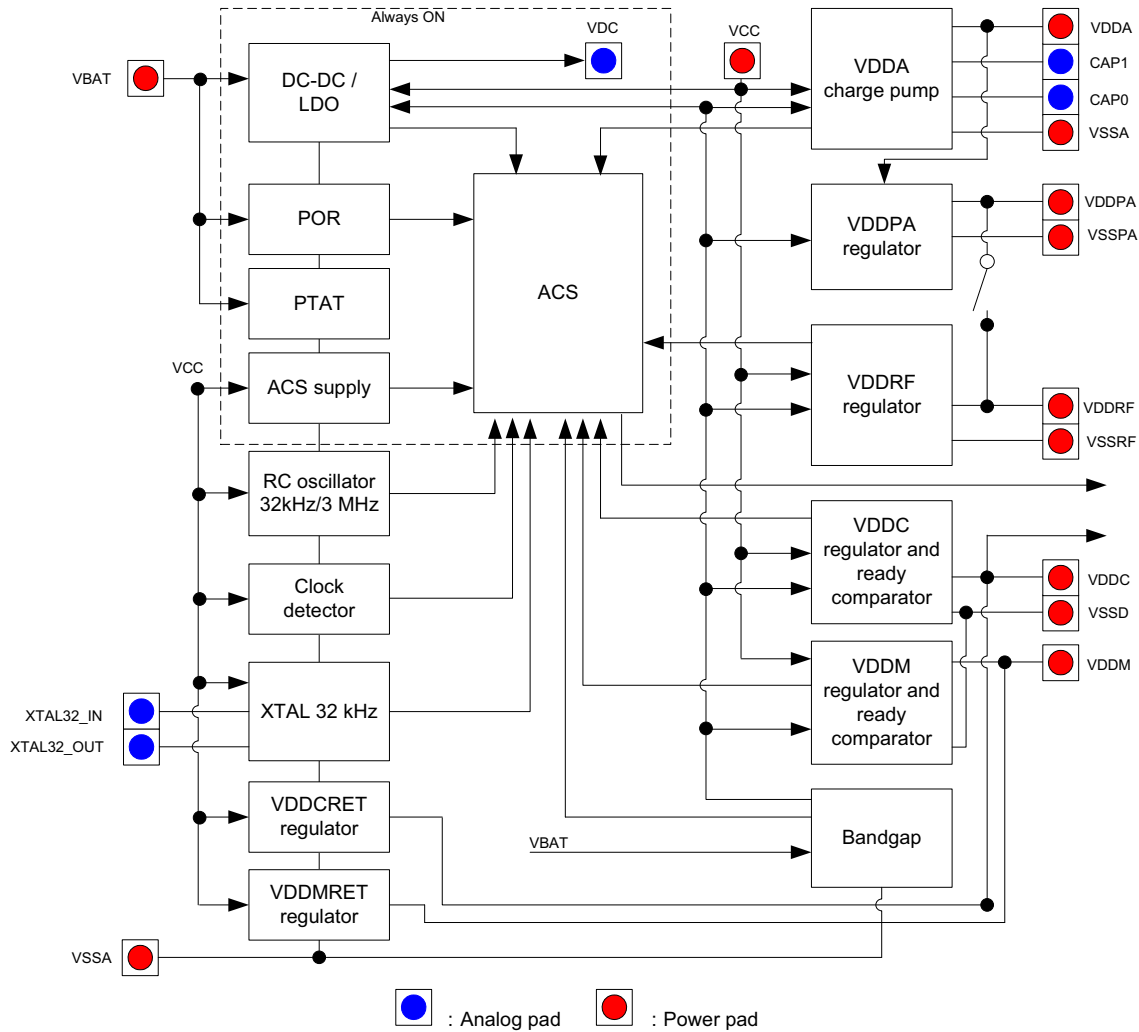 Always ON
VDC
VCC
VDDA
CAP1
CAP0
VSSA
VBAT
DC-DC /
LDO
VDDA
charge pump
POR
VDDPA
regulator
VDDPA
VSSPA
PTAT
ACS
VCC
ACS supply
VDDRF
regulator
VDDRF
VSSRF
RC oscillator
32kHz/3 MHz
VDDC
regulator and
ready
comparator
VDDC
VSSD
Clock
detector
VDDM
regulator and
ready
comparator
VDDM
XTAL 32 kHz
XTAL32_IN
XTAL32_OUT
VDDCRET
regulator
VBAT
Bandgap
VDDMRET
regulator
VSSA
: Analog pad
: Power pad